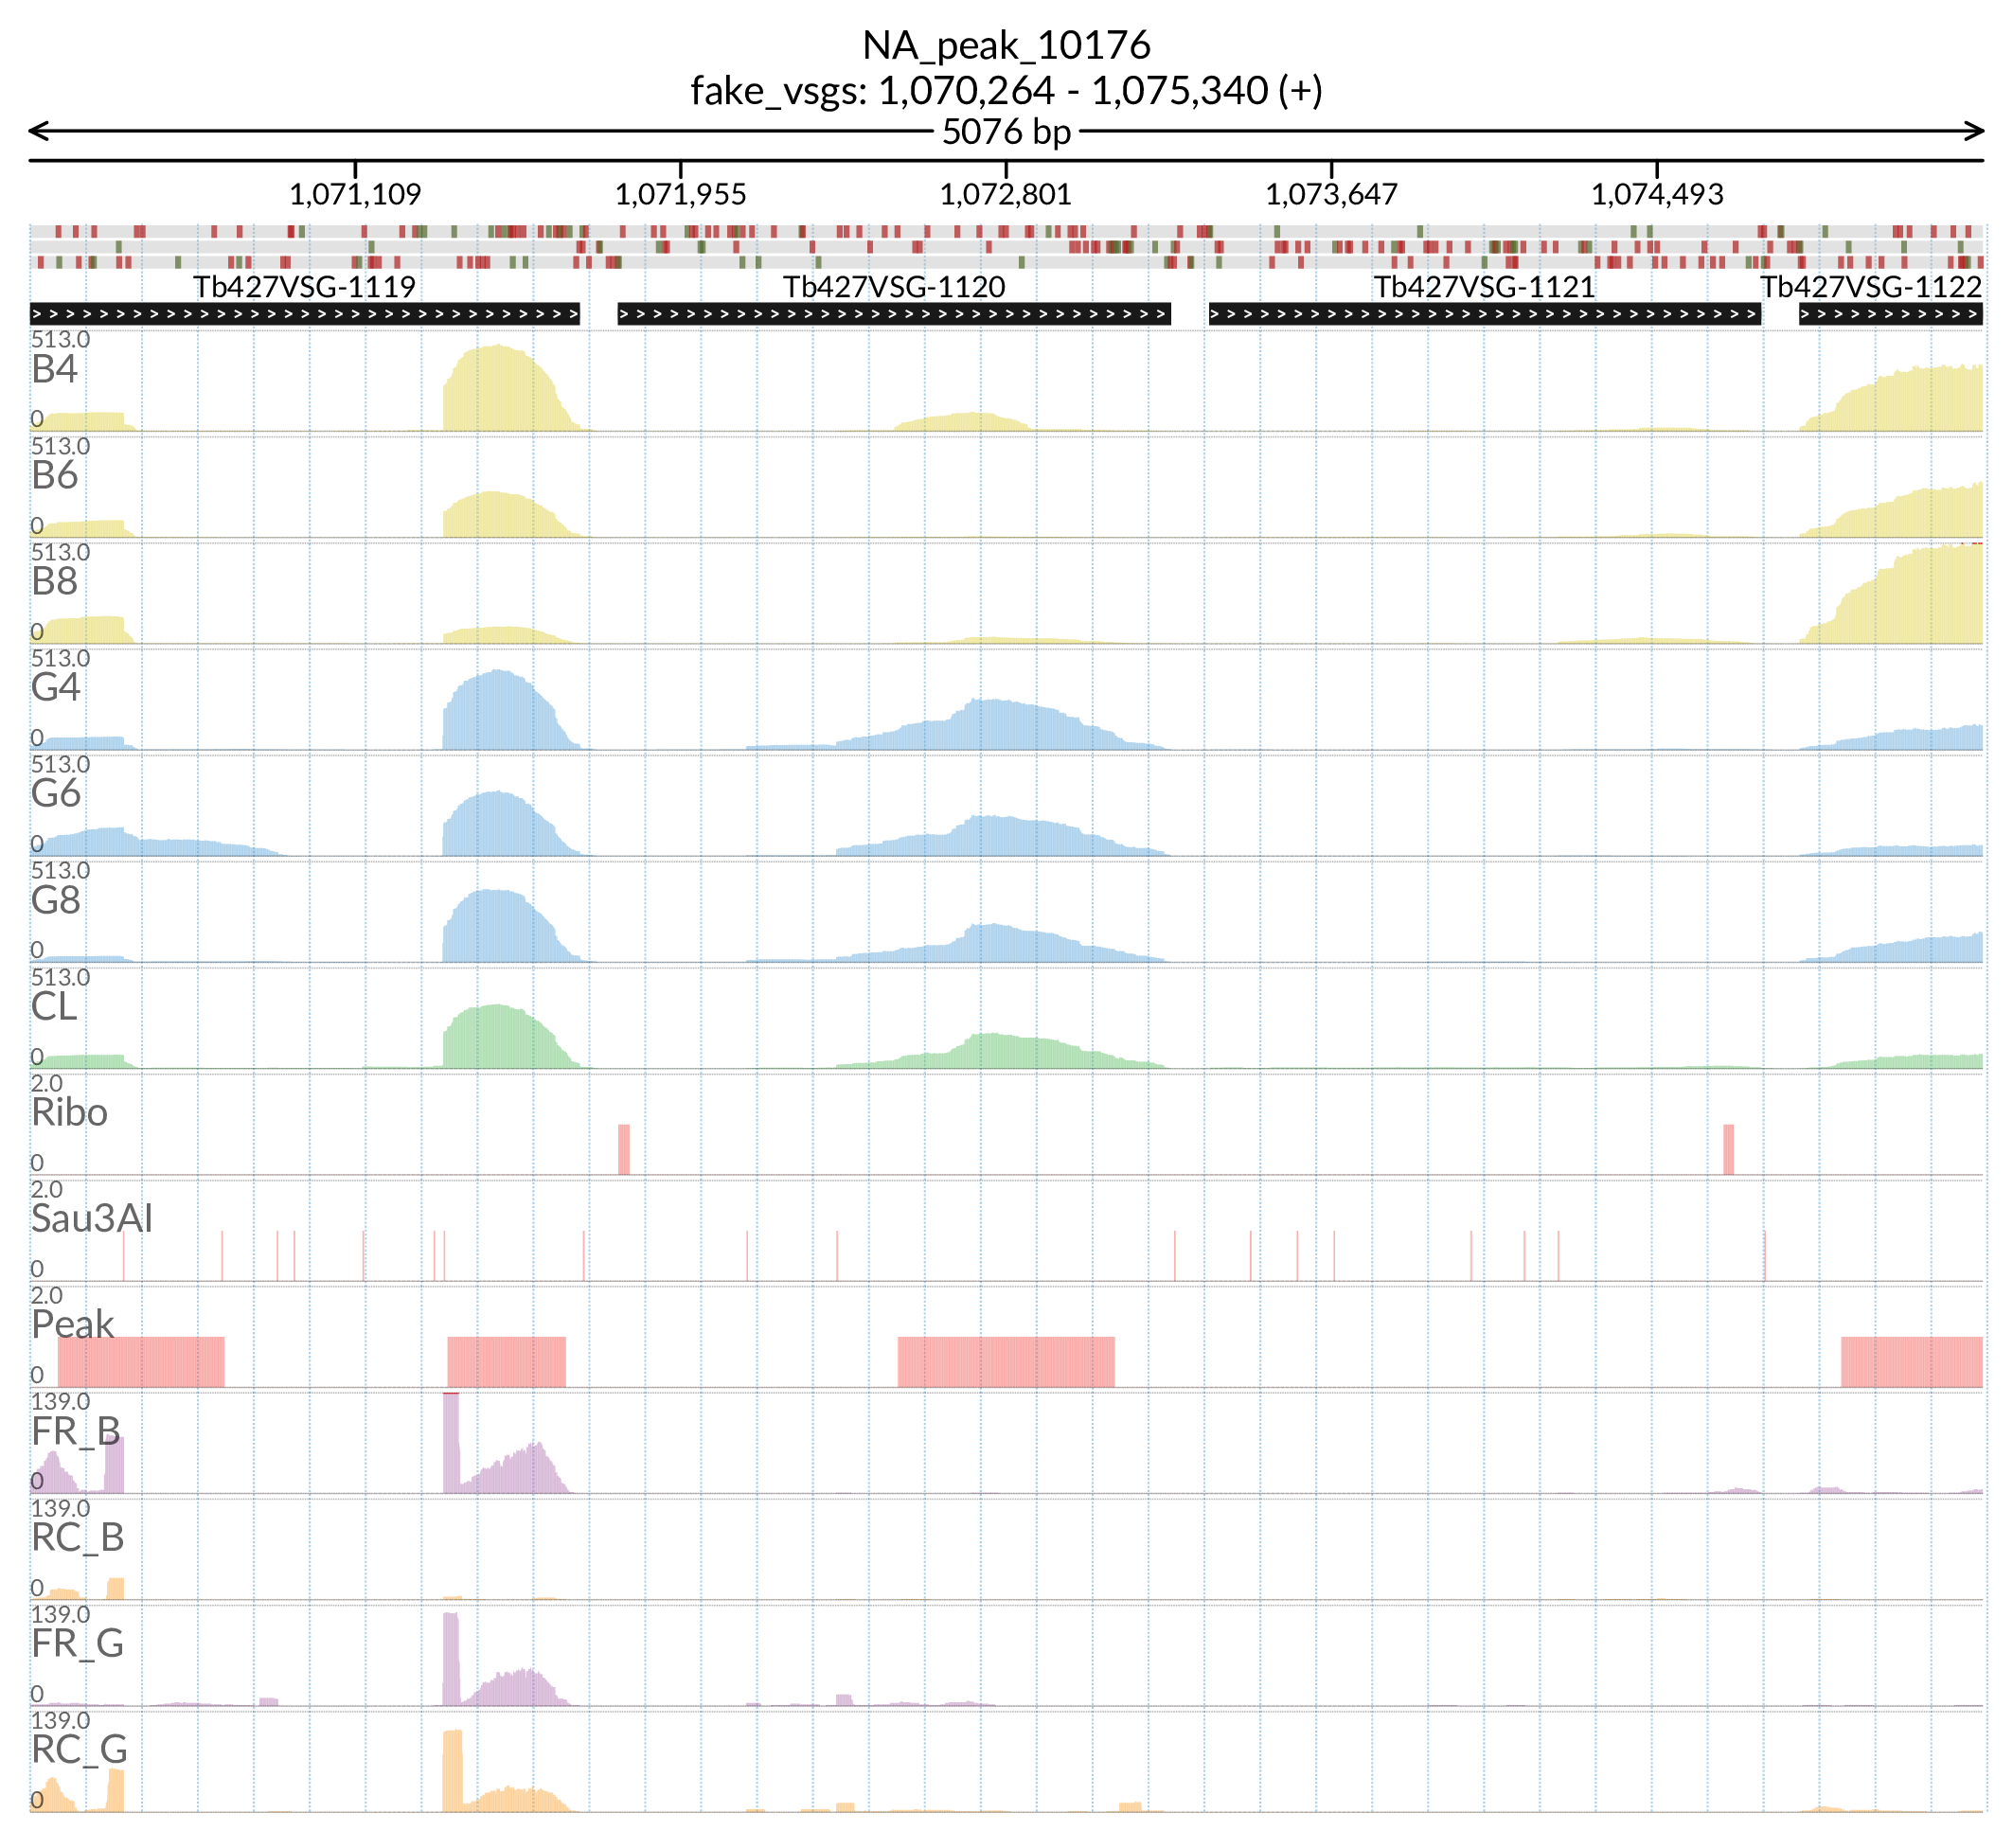 NA_peak_10176
fake_vsgs: 1,070,264 - 1,075,340 (+)
5076 bp
1,071,109 1,071,955 1,072,801 1,073,647 1,074,493
Tb427VSG-1119 Tb427VSG-1120 Tb427VSG-1121 Tb427VSG-1122
513.0
B4
0
513.0
B6
0
513.0
B8
0
513.0
G4
0
513.0
G6
0
513.0
G8
0
513.0
CL
0
2.0
Ribo
0
2.0
Sau3AI
0
2.0
Peak
0
139.0
FR_B
0
139.0
RC_B
0
139.0
FR_G
0
139.0
RC_G
0